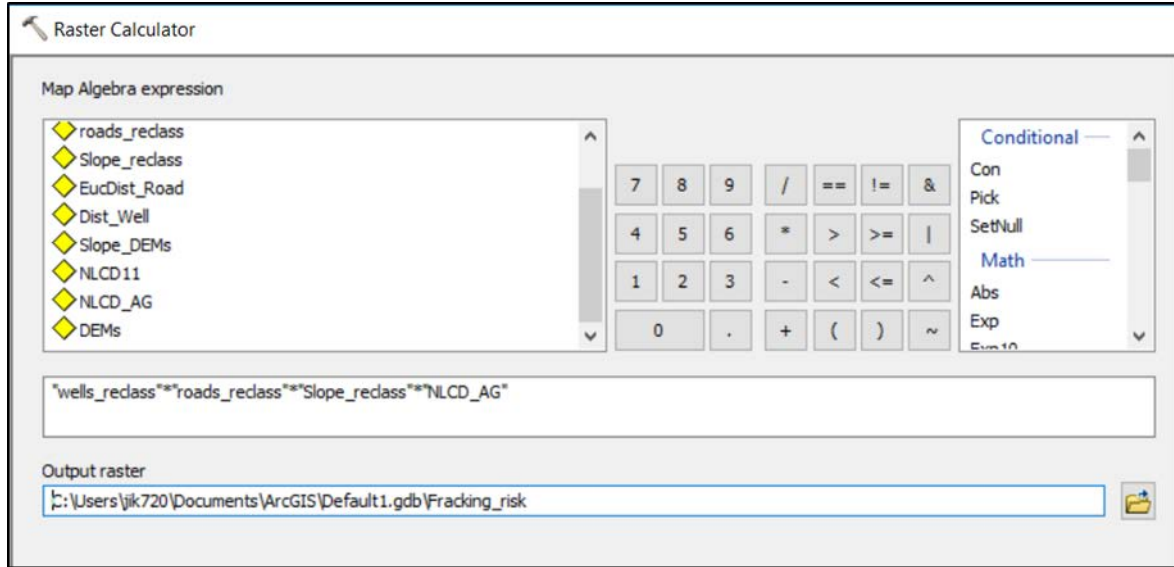 Raster Calculator
Map Algebra expression
roads_reclass
Slope_reclass
EucDist_Road
Dist_Well
Slope_DEMs
NLCD11
NLCD_AG
DEMs
7 8 9 / == != &
4 5 6 * > >= |
1 2 3 - < <= ^
0 . + ( ) ~
Conditional
Con
Pick
SetNull
Math
Abs
Exp
Exp10
"wells_reclass"*"roads_reclass"*"Slope_reclass"*"NLCD_AG"
Output raster
C:\Users\jik720\Documents\ArcGIS\Default1.gdb\Fracking_risk